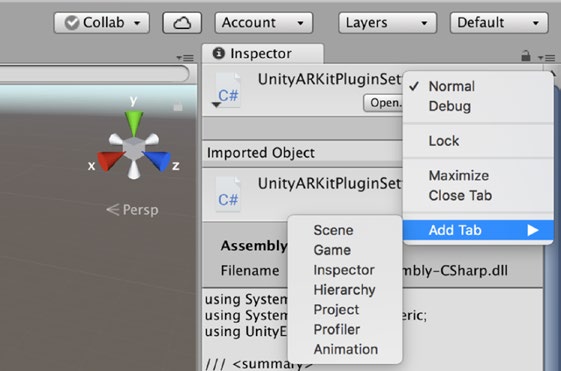 Collab Account Layers Default
Inspector
UnityARKitPluginSet
C#
Open.
Imported Object
UnityARKitPluginSet
C#
y
x
z
Persp
Normal
Debug
Lock
Maximize
Close Tab
Add Tab
Scene
Game
Inspector
Hierarchy
Project
Profiler
Animation
Assembly
Filename mbly-CSharp.dll
using System
using System eric;
using UnityE
/// <summary>